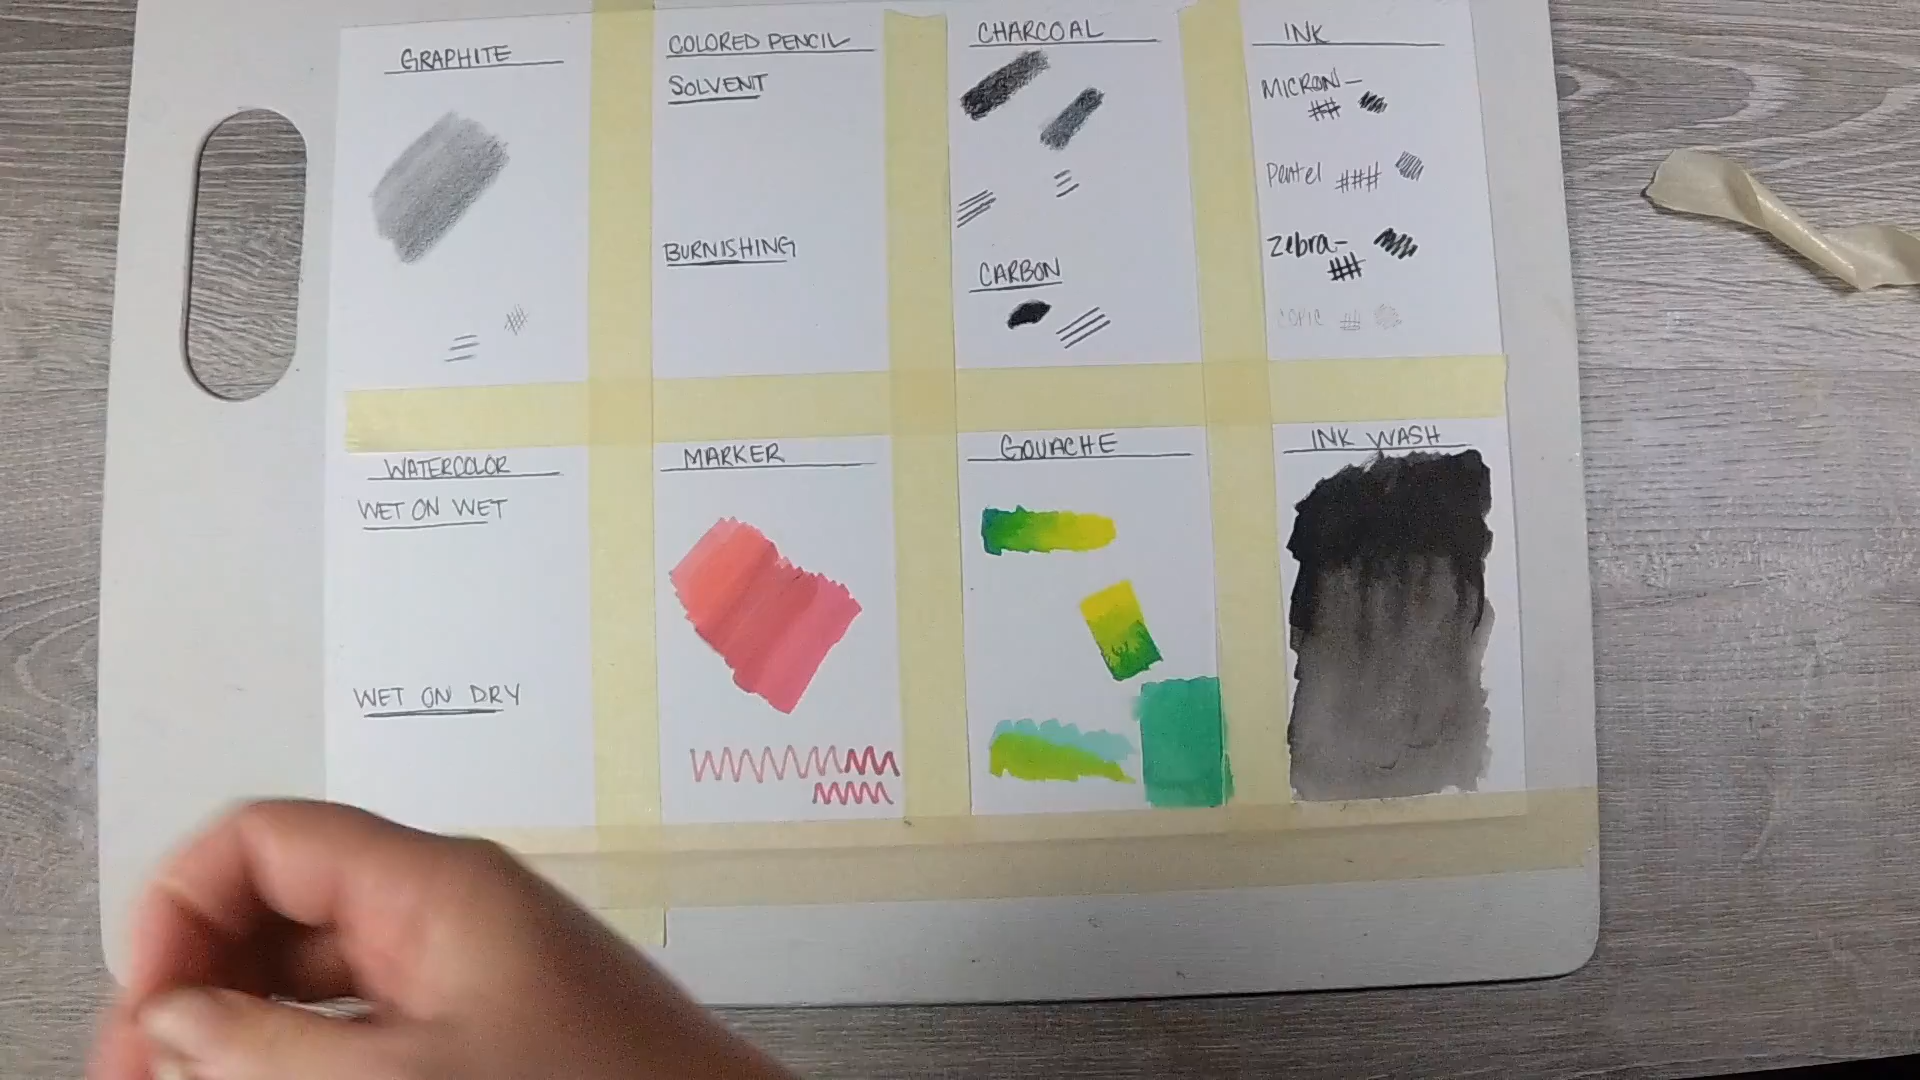 GRAPHITE
COLORED PENCIL
SOLVENT
BURNISHING
CHARCOAL
CARBON
INK
MICRON-
Pentel
Zebra-
COPIC
WATERCOLOR
WET ON WET
WET ON DRY
MARKER
GOUACHE
INK WASH